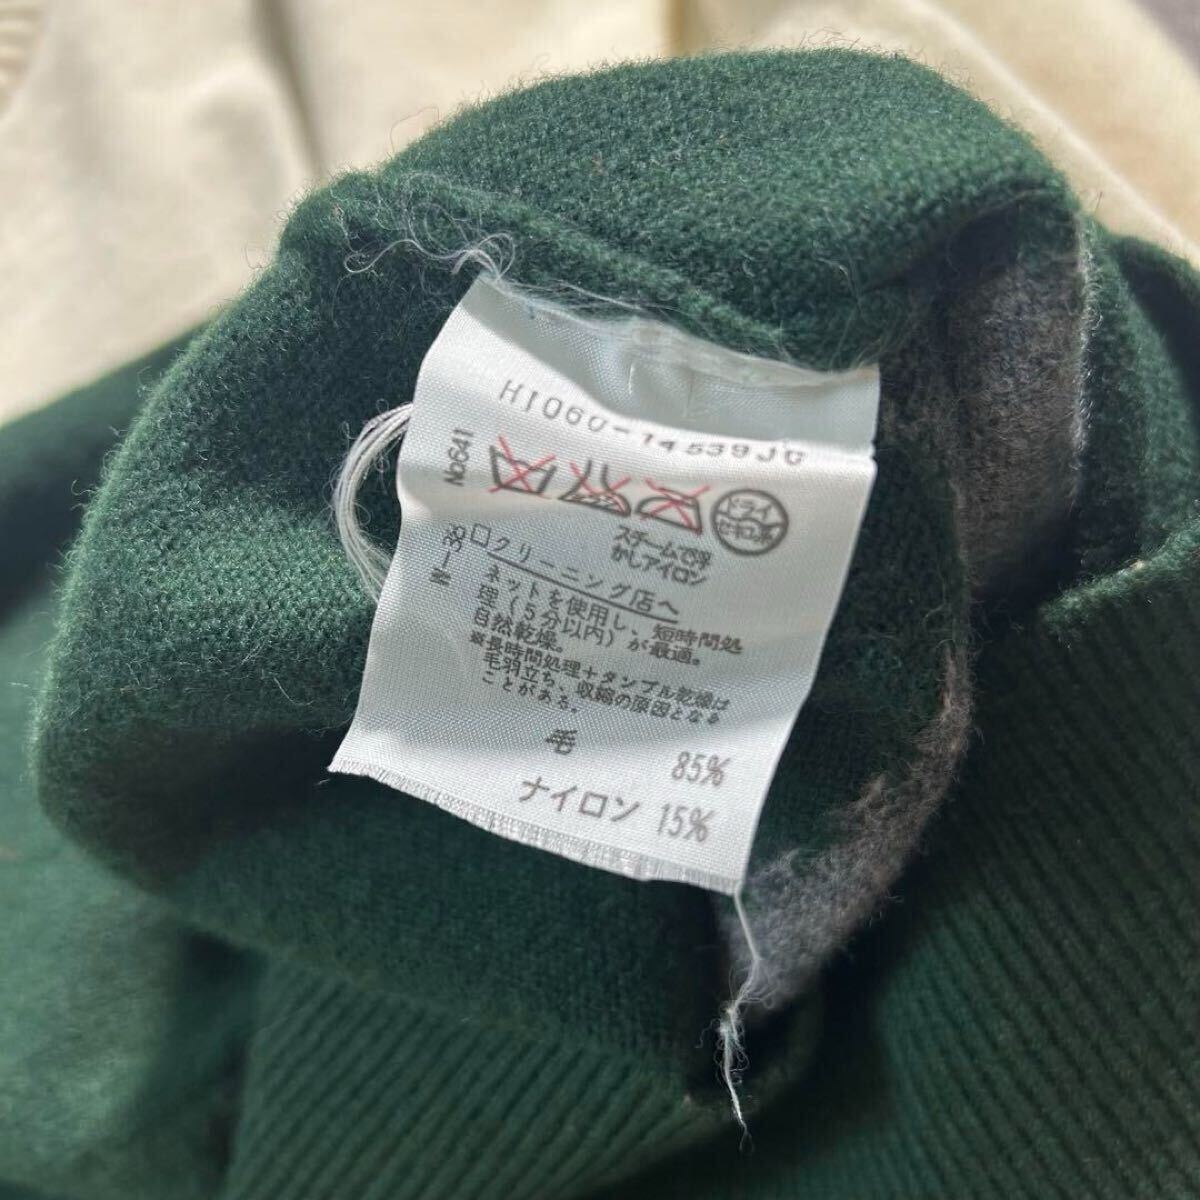 H1060-14539JC
No641
ドライ
セキユ系
スチームで浮
かしアイロン
クリーニング店へ
ネットを使用し、短時間処
理(5分以内)が最適。
自然乾燥。
※長時間処理+タンブル乾燥は
毛羽立ち、収縮の原因となる
ことがある。
毛 85%
ナイロン 15%